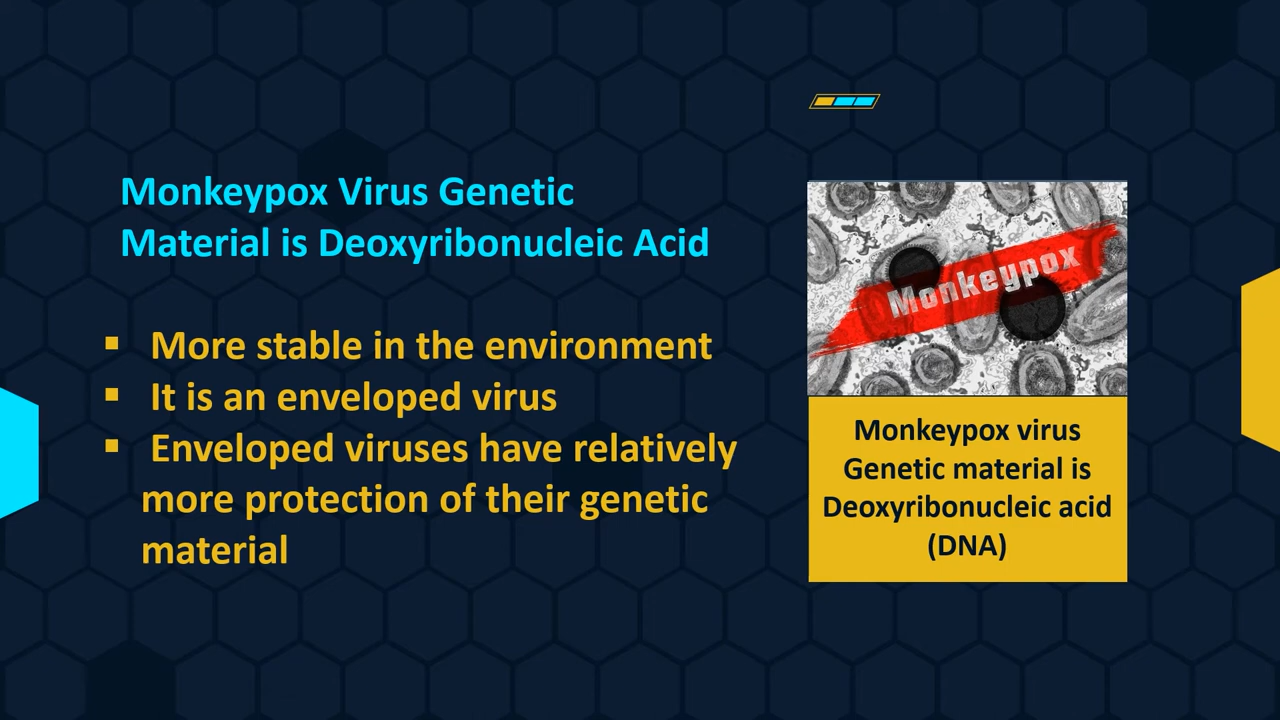 Monkeypox Virus Genetic
Material is Deoxyribonucleic Acid
▪ More stable in the environment
▪ It is an enveloped virus
▪ Enveloped viruses have relatively
more protection of their genetic
material
Monkeypox
Monkeypox virus
Genetic material is
Deoxyribonucleic acid
(DNA)